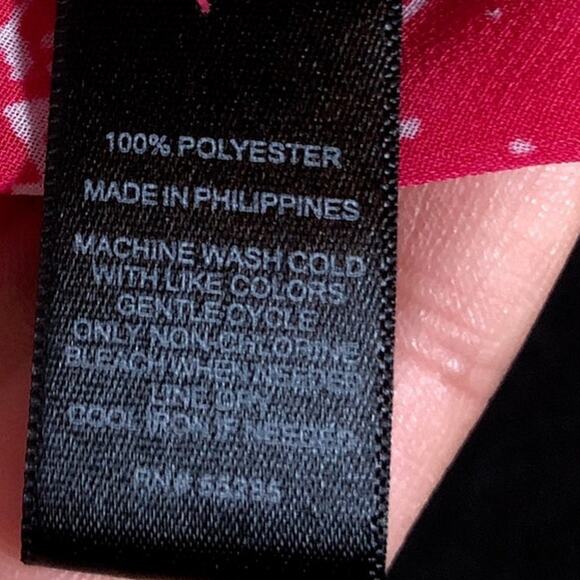 100% POLYESTER
MADE IN PHILIPPINES
MACHINE WASH COLD
WITH LIKE COLORS
GENTLE CYCLE
ONLY NON-CHLORINE
BLEACH WHEN NEEDED
LINE DRY
COOL IRON IF NEEDED
RN#